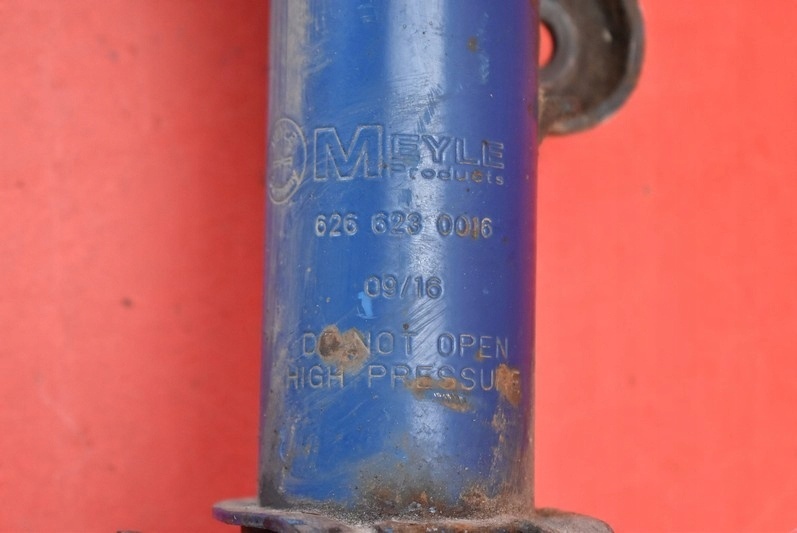 MEYLE
Products
626 623 0016
09/16
DO NOT OPEN
HIGH PRESSURE